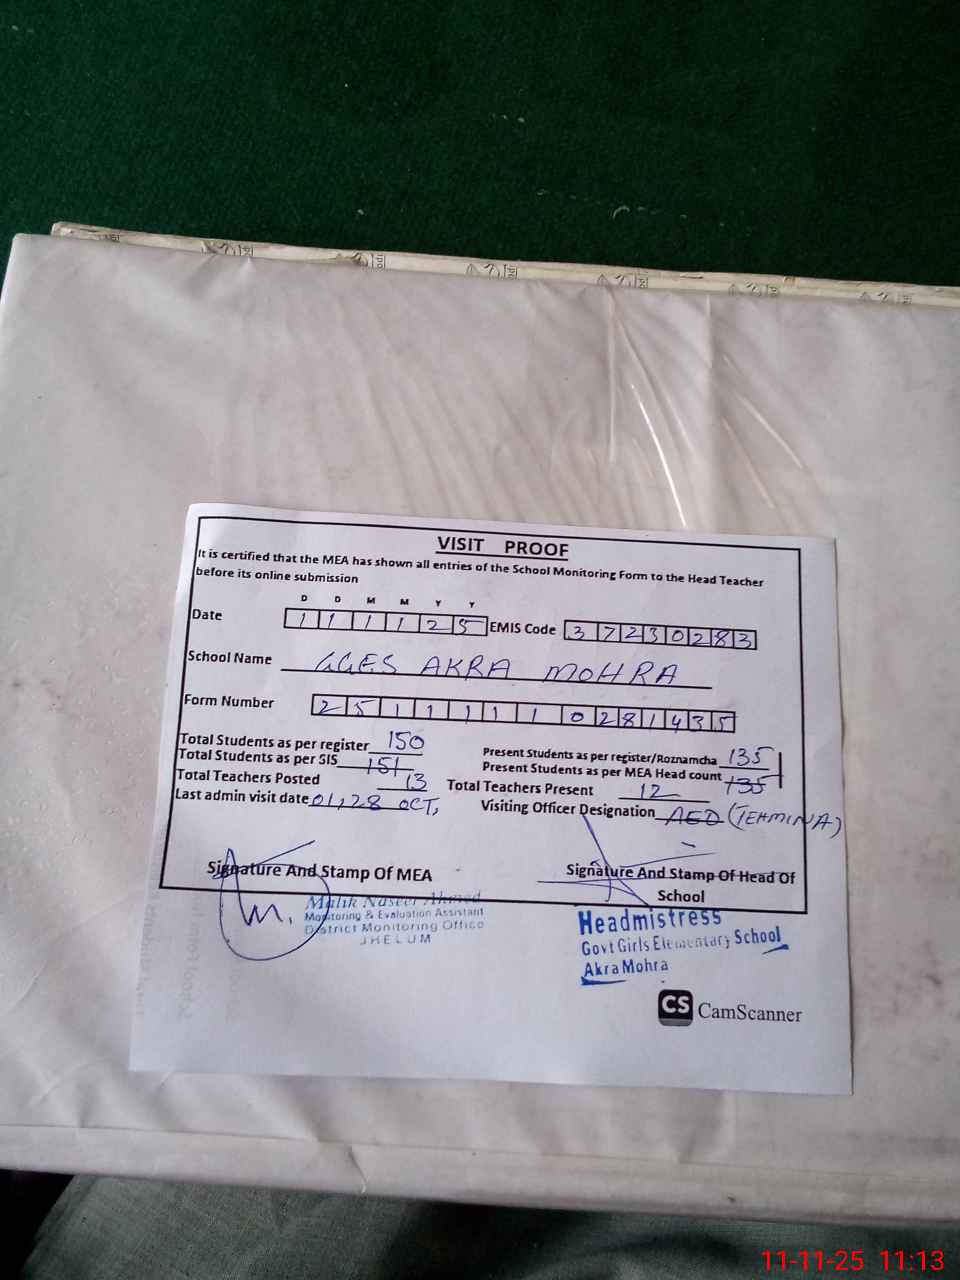 VISIT PROOF
It is certified that the MEA has shown all entries of the School Monitoring Form to the Head Teacher
before its online submission
D D M M Y Y
Date 1 1 1 1 2 5 EMIS Code 3 7 2 3 0 2 8 3
School Name GGES AKRA MOHRA
Form Number 2 5 1 1 1 1 1 0 2 8 1 4 3 5
Total Students as per register 150 Present Students as per register/Roznamcha 135
Total Students as per SIS 151 Present Students as per MEA Head count 135
Total Teachers Posted 13 Total Teachers Present 12
Last admin visit date 01, 28 OCT, Visiting Officer Designation AEO (TEHMINA)
Signature And Stamp Of MEA Signature And Stamp Of Head Of
School
Malik Naseer Ahmed
Monitoring & Evaluation Assistant
District Monitoring Office
JHELUM
Headmistress
Govt Girls Elementary School
Akra Mohra
CS CamScanner
11-11-25 11:13